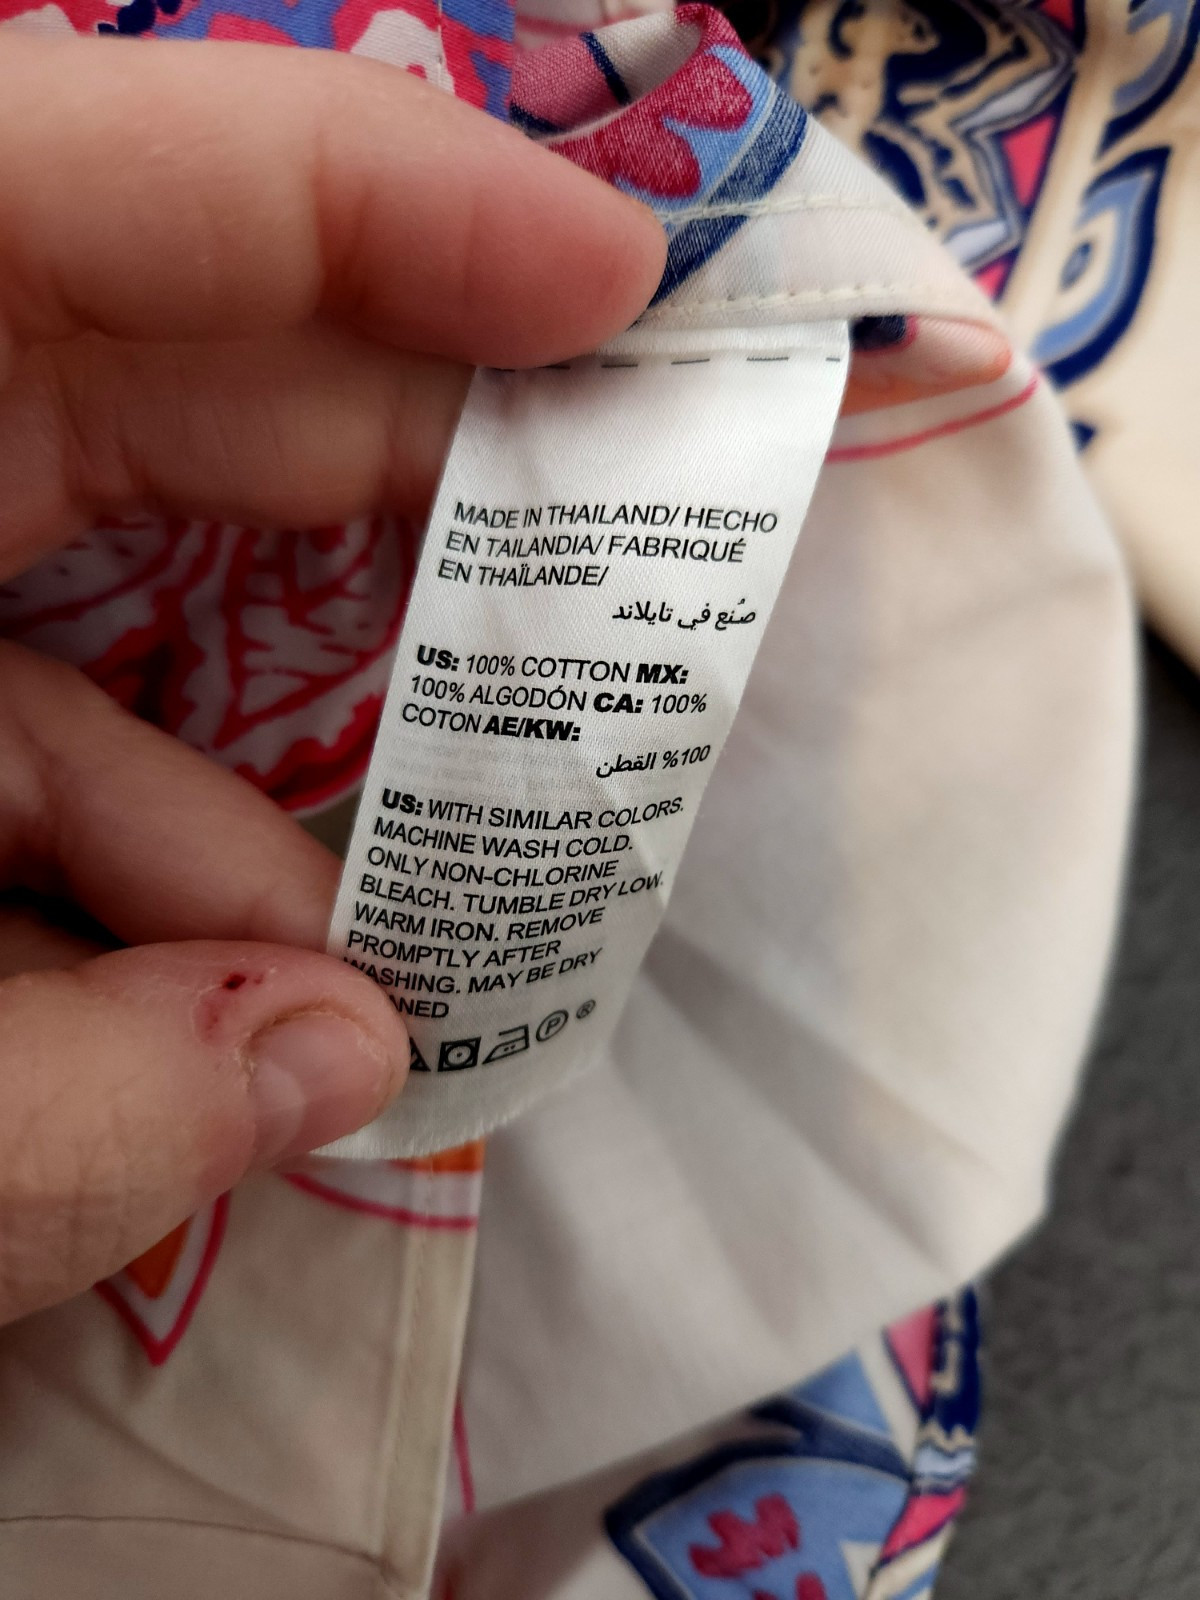 MADE IN THAILAND/ HECHO
EN TAILANDIA/ FABRIQUÉ
EN THAÏLANDE/
صُنع في تايلاند
US: 100% COTTON MX:
100% ALGODÓN CA: 100%
COTON AE/KW:
100% القطن
US: WITH SIMILAR COLORS.
MACHINE WASH COLD.
ONLY NON-CHLORINE
BLEACH. TUMBLE DRY LOW.
WARM IRON. REMOVE
PROMPTLY AFTER
WASHING. MAY BE DRY
ANED
P ®